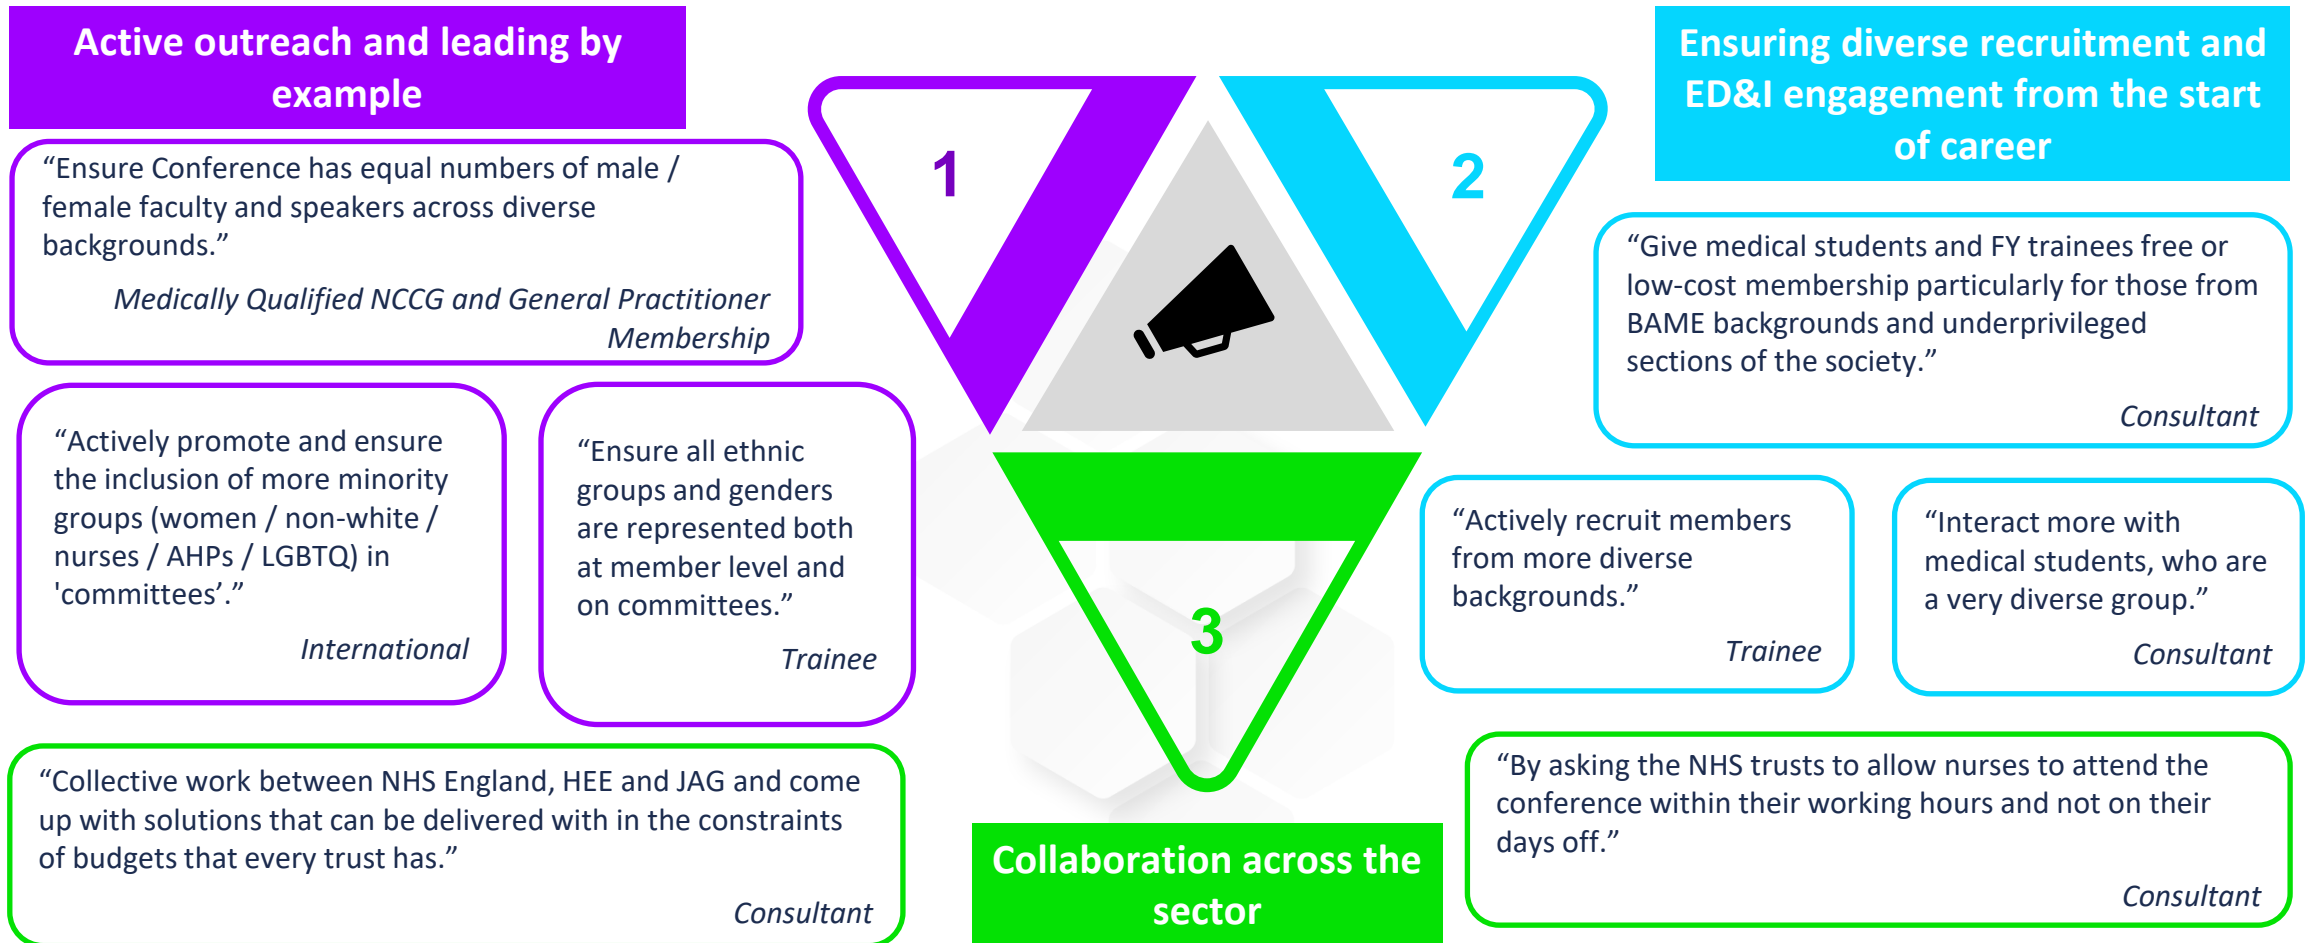 Active outreach and leading by
example
“Ensure Conference has equal numbers of male /
female faculty and speakers across diverse
backgrounds.”
Medically Qualified NCCG and General Practitioner
Membership
“Actively promote and ensure
the inclusion of more minority
groups (women / non-white /
nurses / AHPs / LGBTQ) in
'committees’.”
International
“Ensure all ethnic
groups and genders
are represented both
at member level and
on committees.”
Trainee
1
2
3
Ensuring diverse recruitment and
ED&I engagement from the start
of career
“Give medical students and FY trainees free or
low-cost membership particularly for those from
BAME backgrounds and underprivileged
sections of the society.”
Consultant
“Actively recruit members
from more diverse
backgrounds.”
Trainee
“Interact more with
medical students, who are
a very diverse group.”
Consultant
“Collective work between NHS England, HEE and JAG and come
up with solutions that can be delivered with in the constraints
of budgets that every trust has.”
Consultant
Collaboration across the
sector
“By asking the NHS trusts to allow nurses to attend the
conference within their working hours and not on their
days off.”
Consultant